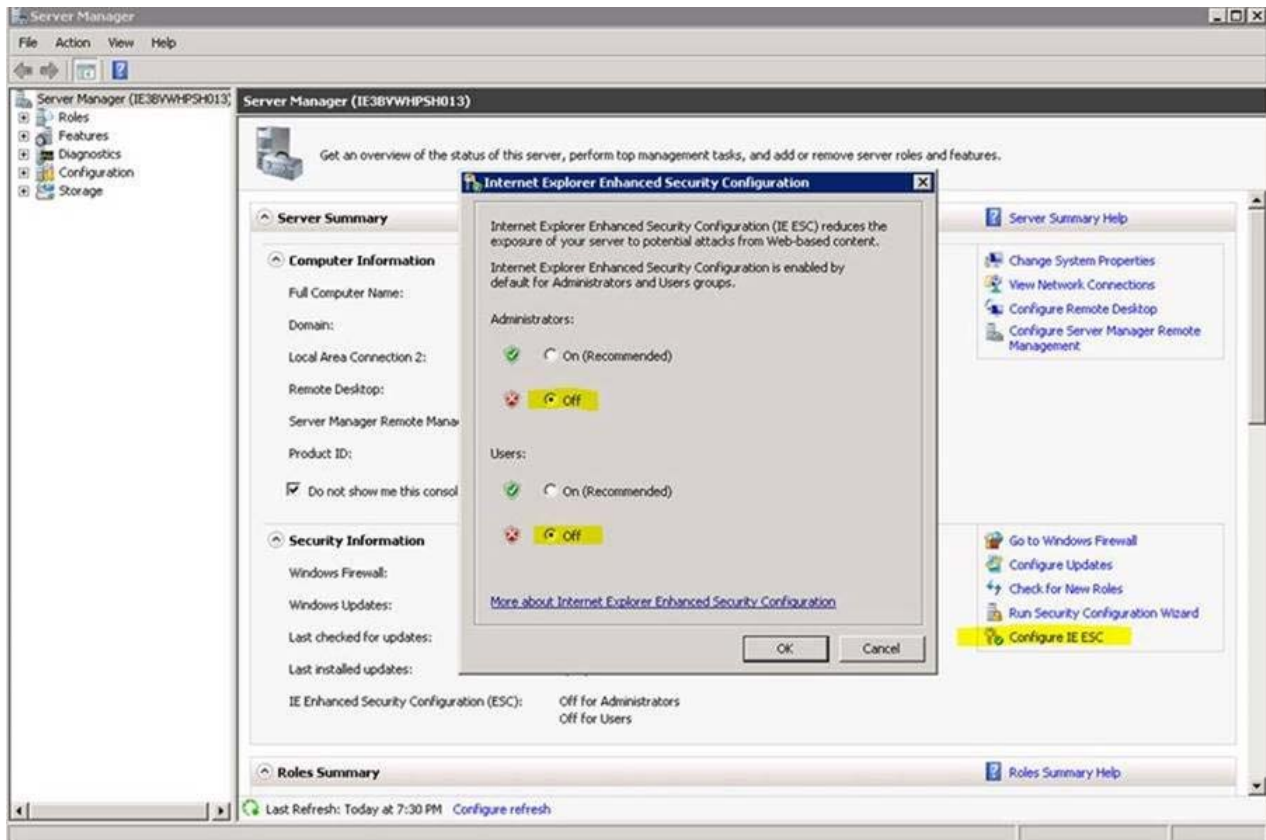 Server Manager
File Action View Help
Server Manager (IE3BVWHPSH013)
Roles
Features
Diagnostics
Configuration
Storage
Server Manager (IE3BVWHPSH013)
Get an overview of the status of this server, perform top management tasks, and add or remove server roles and features.
Server Summary
Server Summary Help
Computer Information
Full Computer Name:
Domain:
Local Area Connection 2:
Remote Desktop:
Server Manager Remote Mana
Product ID:
Do not show me this consol
Change System Properties
View Network Connections
Configure Remote Desktop
Configure Server Manager Remote
Management
Internet Explorer Enhanced Security Configuration
Internet Explorer Enhanced Security Configuration (IE ESC) reduces the
exposure of your server to potential attacks from Web-based content.
Internet Explorer Enhanced Security Configuration is enabled by
default for Administrators and Users groups.
Administrators:
On (Recommended)
Off
Users:
On (Recommended)
Off
More about Internet Explorer Enhanced Security Configuration
OK Cancel
Security Information
Windows Firewall:
Windows Updates:
Last checked for updates:
Last installed updates:
IE Enhanced Security Configuration (ESC): Off for Administrators
Off for Users
Go to Windows Firewall
Configure Updates
Check for New Roles
Run Security Configuration Wizard
Configure IE ESC
Roles Summary
Roles Summary Help
Last Refresh: Today at 7:30 PM Configure refresh